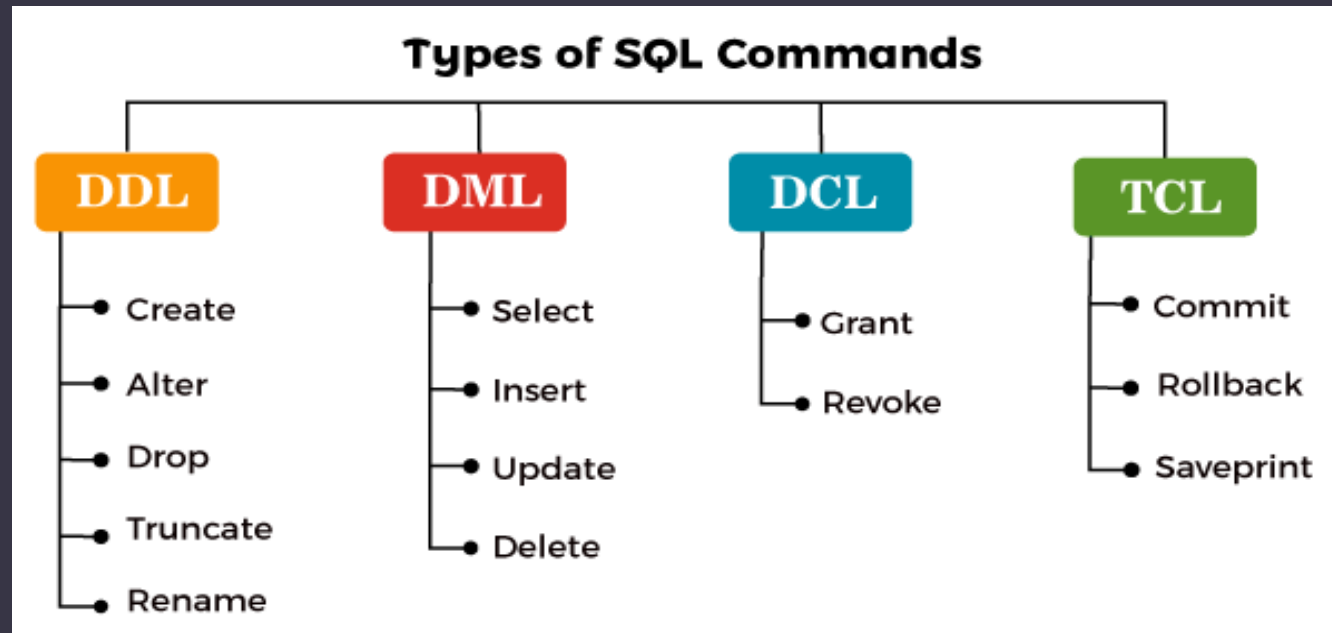 Types of SQL Commands
DDL
Create
Alter
Drop
Truncate
Rename
DML
Select
Insert
Update
Delete
DCL
Grant
Revoke
TCL
Commit
Rollback
Saveprint